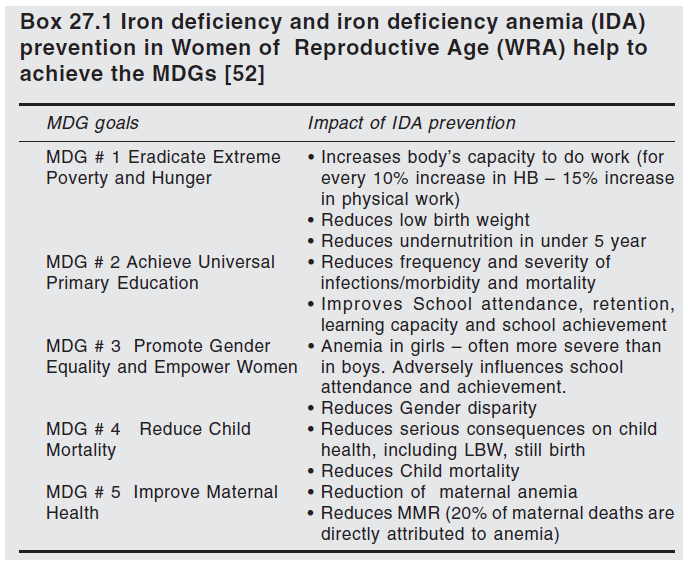 Box 27.1 Iron deficiency and iron deficiency anemia (IDA)
prevention in Women of Reproductive Age (WRA) help to
achieve the MDGs [52]
MDG goals
Impact of IDA prevention
MDG # 1 Eradicate Extreme
Poverty and Hunger
• Increases body's capacity to do work (for
every 10% increase in HB – 15% increase
in physical work)
• Reduces low birth weight
• Reduces undernutrition in under 5 year
MDG # 2 Achieve Universal
Primary Education
• Reduces frequency and severity of
infections/morbidity and mortality
• Improves School attendance, retention,
learning capacity and school achievement
MDG # 3 Promote Gender
Equality and Empower Women
• Anemia in girls – often more severe than
in boys. Adversely influences school
attendance and achievement.
• Reduces Gender disparity
MDG # 4 Reduce Child
Mortality
• Reduces serious consequences on child
health, including LBW, still birth
• Reduces Child mortality
MDG # 5 Improve Maternal
Health
• Reduction of maternal anemia
• Reduces MMR (20% of maternal deaths are
directly attributed to anemia)